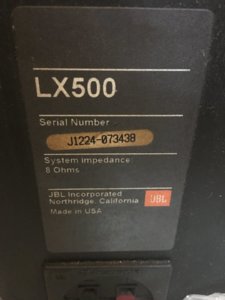 LX500
Serial Number
J1224-073438
System impedance
8 Ohms
JBL Incorporated
Northridge, California
Made in USA
JBL